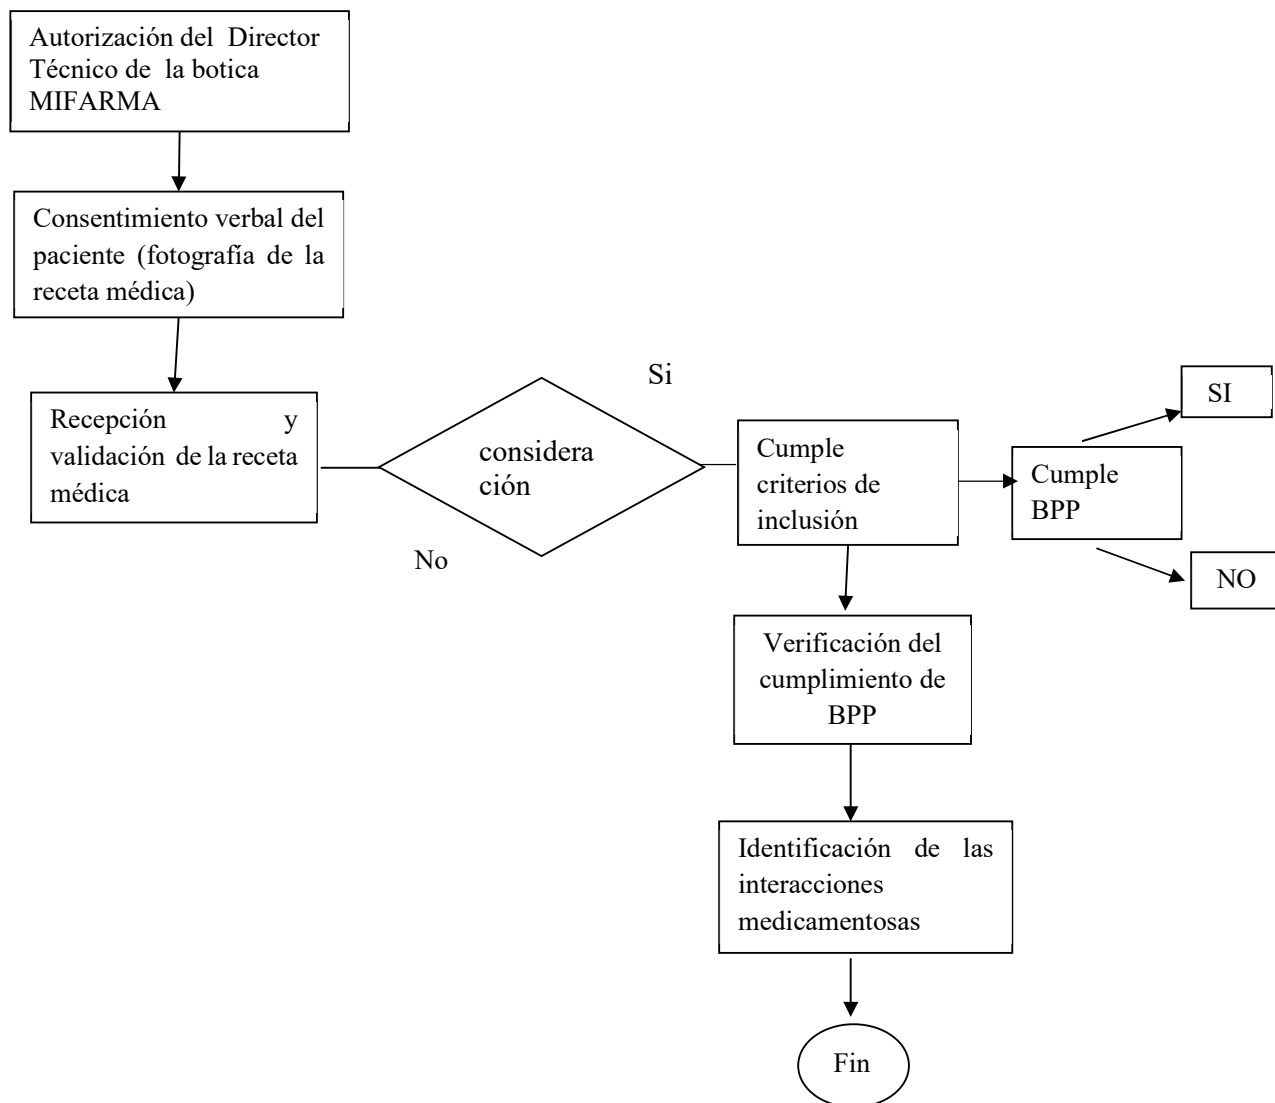 Autorización del Director
Técnico de la botica
MIFARMA
Consentimiento verbal del
paciente (fotografía de la
receta médica)
Recepción y
validación de la receta
médica
considera
ción
Si
No
Cumple
criterios de
inclusión
Cumple
BPP
SI
NO
Verificación del
cumplimiento de
BPP
Identificación de las
interacciones
medicamentosas
Fin